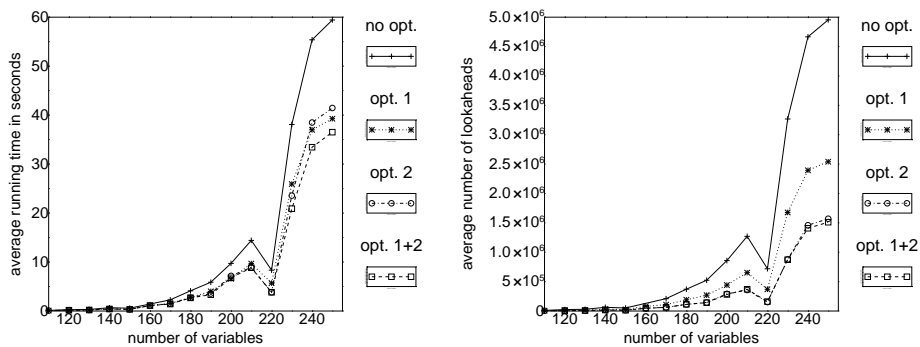 60
50
40
30
20
10
0
120 140 160 180 200 220 240
number of variables
average running time in seconds
no opt.
opt. 1
opt. 2
opt. 1+2
5.0×10⁶
4.5×10⁶
4.0×10⁶
3.5×10⁶
3.0×10⁶
2.5×10⁶
2.0×10⁶
1.5×10⁶
1.0×10⁶
5.0×10⁵
0
120 140 160 180 200 220 240
number of variables
average number of lookaheads
no opt.
opt. 1
opt. 2
opt. 1+2